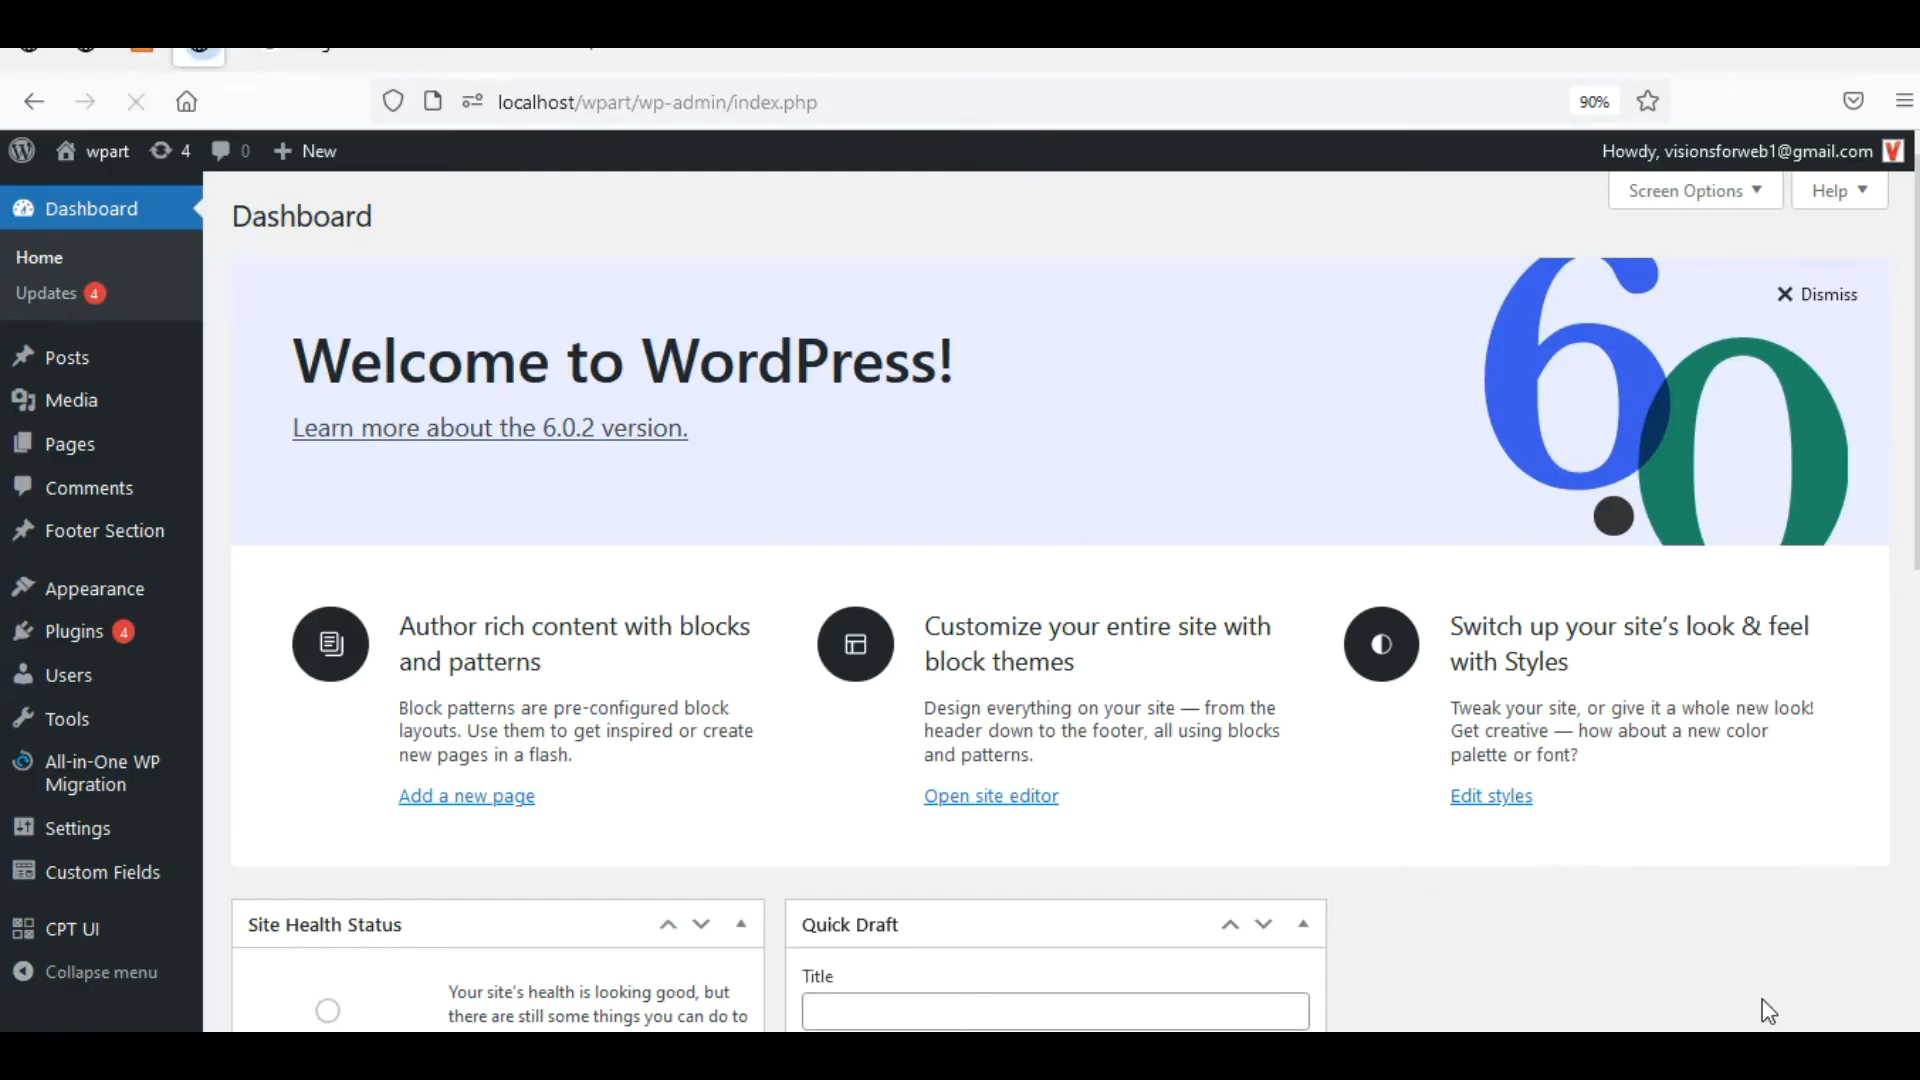 localhost/wpart/wp-admin/index.php
90%
wpart
4
0
New
Howdy, visionsforweb1@gmail.com
Screen Options
Help
Dashboard
Home
Updates 4
Posts
Media
Pages
Comments
Footer Section
Appearance
Plugins 4
Users
Tools
All-in-One WP
Migration
Settings
Custom Fields
CPT UI
Collapse menu
Dashboard
Dismiss
60
Welcome to WordPress!
Learn more about the 6.0.2 version.
Author rich content with blocks
and patterns
Block patterns are pre-configured block
layouts. Use them to get inspired or create
new pages in a flash.
Add a new page
Customize your entire site with
block themes
Design everything on your site — from the
header down to the footer, all using blocks
and patterns.
Open site editor
Switch up your site’s look & feel
with Styles
Tweak your site, or give it a whole new look!
Get creative — how about a new color
palette or font?
Edit styles
Site Health Status
Your site's health is looking good, but
there are still some things you can do to
Quick Draft
Title